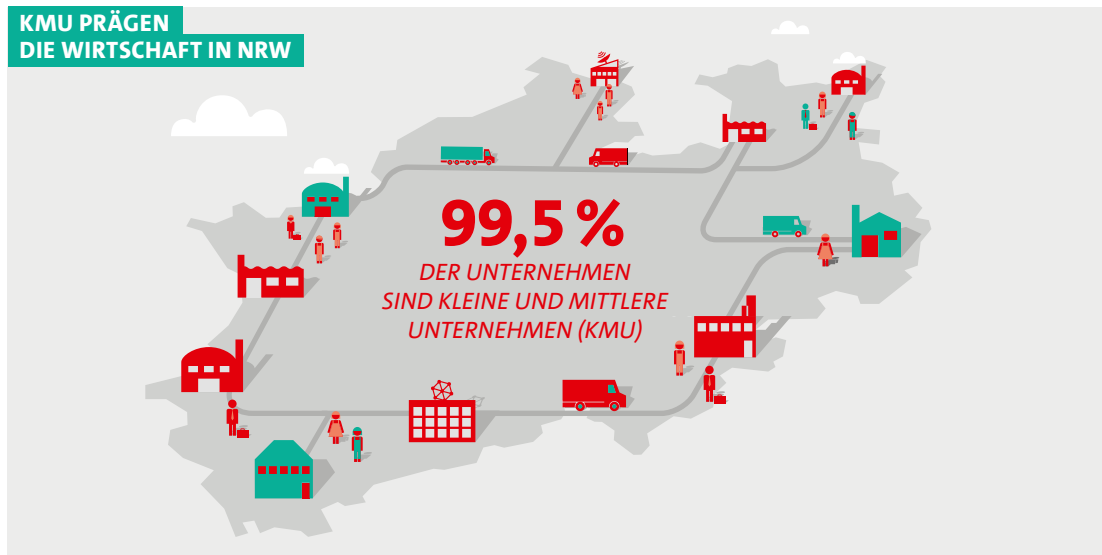 KMU PRÄGEN
DIE WIRTSCHAFT IN NRW
99,5 %
DER UNTERNEHMEN
SIND KLEINE UND MITTLERE
UNTERNEHMEN (KMU)